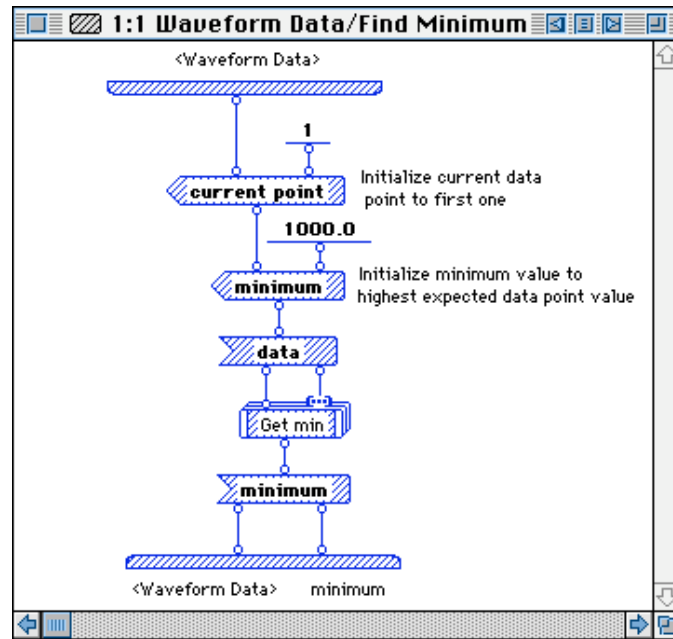 1:1 Waveform Data/Find Minimum
<Waveform Data>
1
current point
Initialize current data
point to first one
1000.0
minimum
Initialize minimum value to
highest expected data point value
data
Get min
minimum
<Waveform Data> minimum